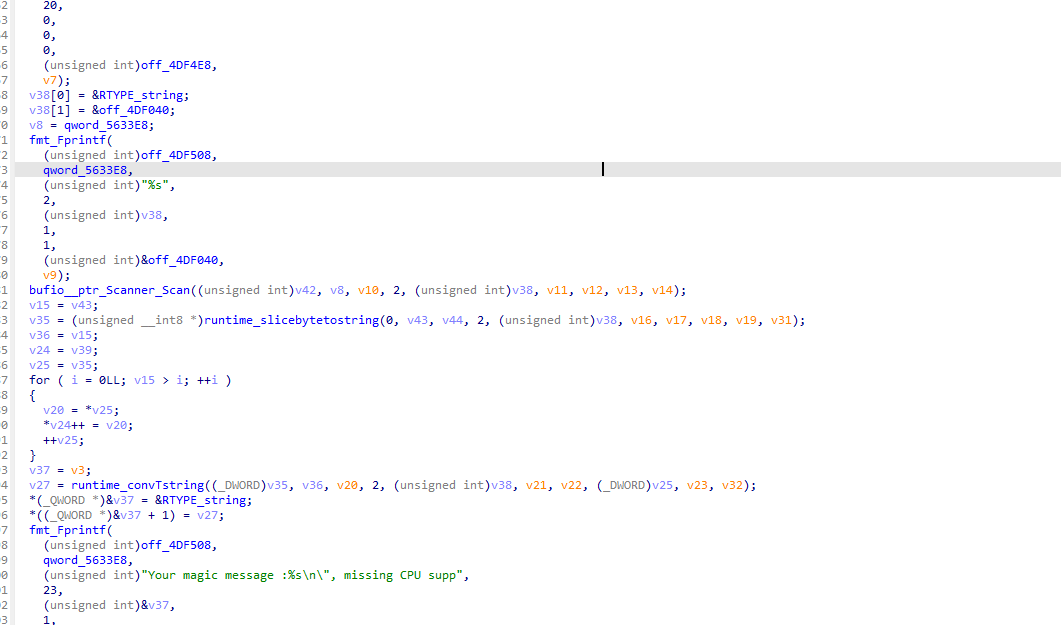 2 20,
3 0,
4 0,
5 0,
6 (unsigned int)off_4DF4E8,
7 v7);
8 v38[0] = &RTYPE_string;
9 v38[1] = &off_4DF040;
0 v8 = qword_5633E8;
1 fmt_Fprintf(
2 (unsigned int)off_4DF508,
3 qword_5633E8,
4 (unsigned int)"%s",
5 2,
6 (unsigned int)v38,
7 1,
8 1,
9 (unsigned int)&off_4DF040,
0 v9);
1 bufio__ptr_Scanner_Scan((unsigned int)v42, v8, v10, 2, (unsigned int)v38, v11, v12, v13, v14);
2 v15 = v43;
3 v35 = (unsigned __int8 *)runtime_slicebytetostring(0, v43, v44, 2, (unsigned int)v38, v16, v17, v18, v19, v31);
4 v36 = v15;
5 v24 = v39;
6 v25 = v35;
7 for ( i = 0LL; v15 > i; ++i )
8 {
9 v20 = *v25;
0 *v24++ = v20;
1 ++v25;
2 }
3 v37 = v3;
4 v27 = runtime_convTstring((_DWORD)v35, v36, v20, 2, (unsigned int)v38, v21, v22, (_DWORD)v25, v23, v32);
5 *(_QWORD *)&v37 = &RTYPE_string;
6 *((_QWORD *)&v37 + 1) = v27;
7 fmt_Fprintf(
8 (unsigned int)off_4DF508,
9 qword_5633E8,
0 (unsigned int)"Your magic message :%s\n\", missing CPU supp",
1 23,
2 (unsigned int)&v37,
3 1,